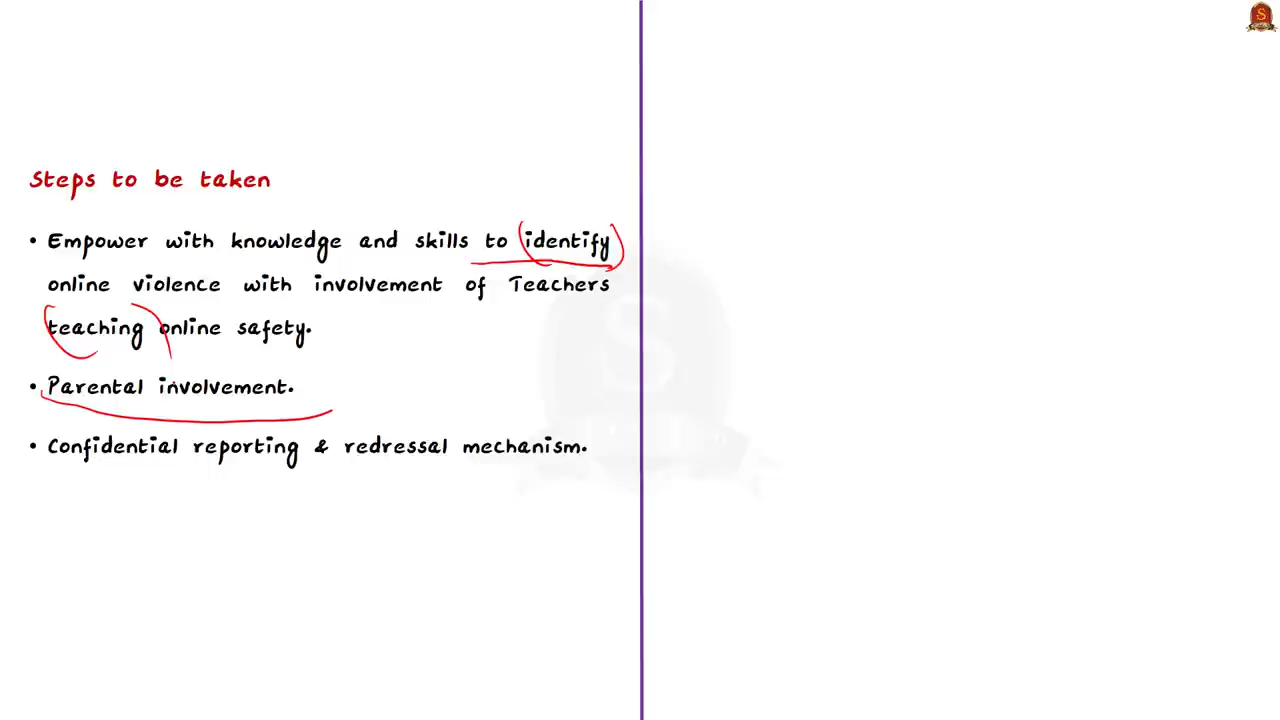 Steps to be taken
• Empower with knowledge and skills to identify
online violence with involvement of Teachers
teaching online safety.
• Parental involvement.
• Confidential reporting & redressal mechanism.